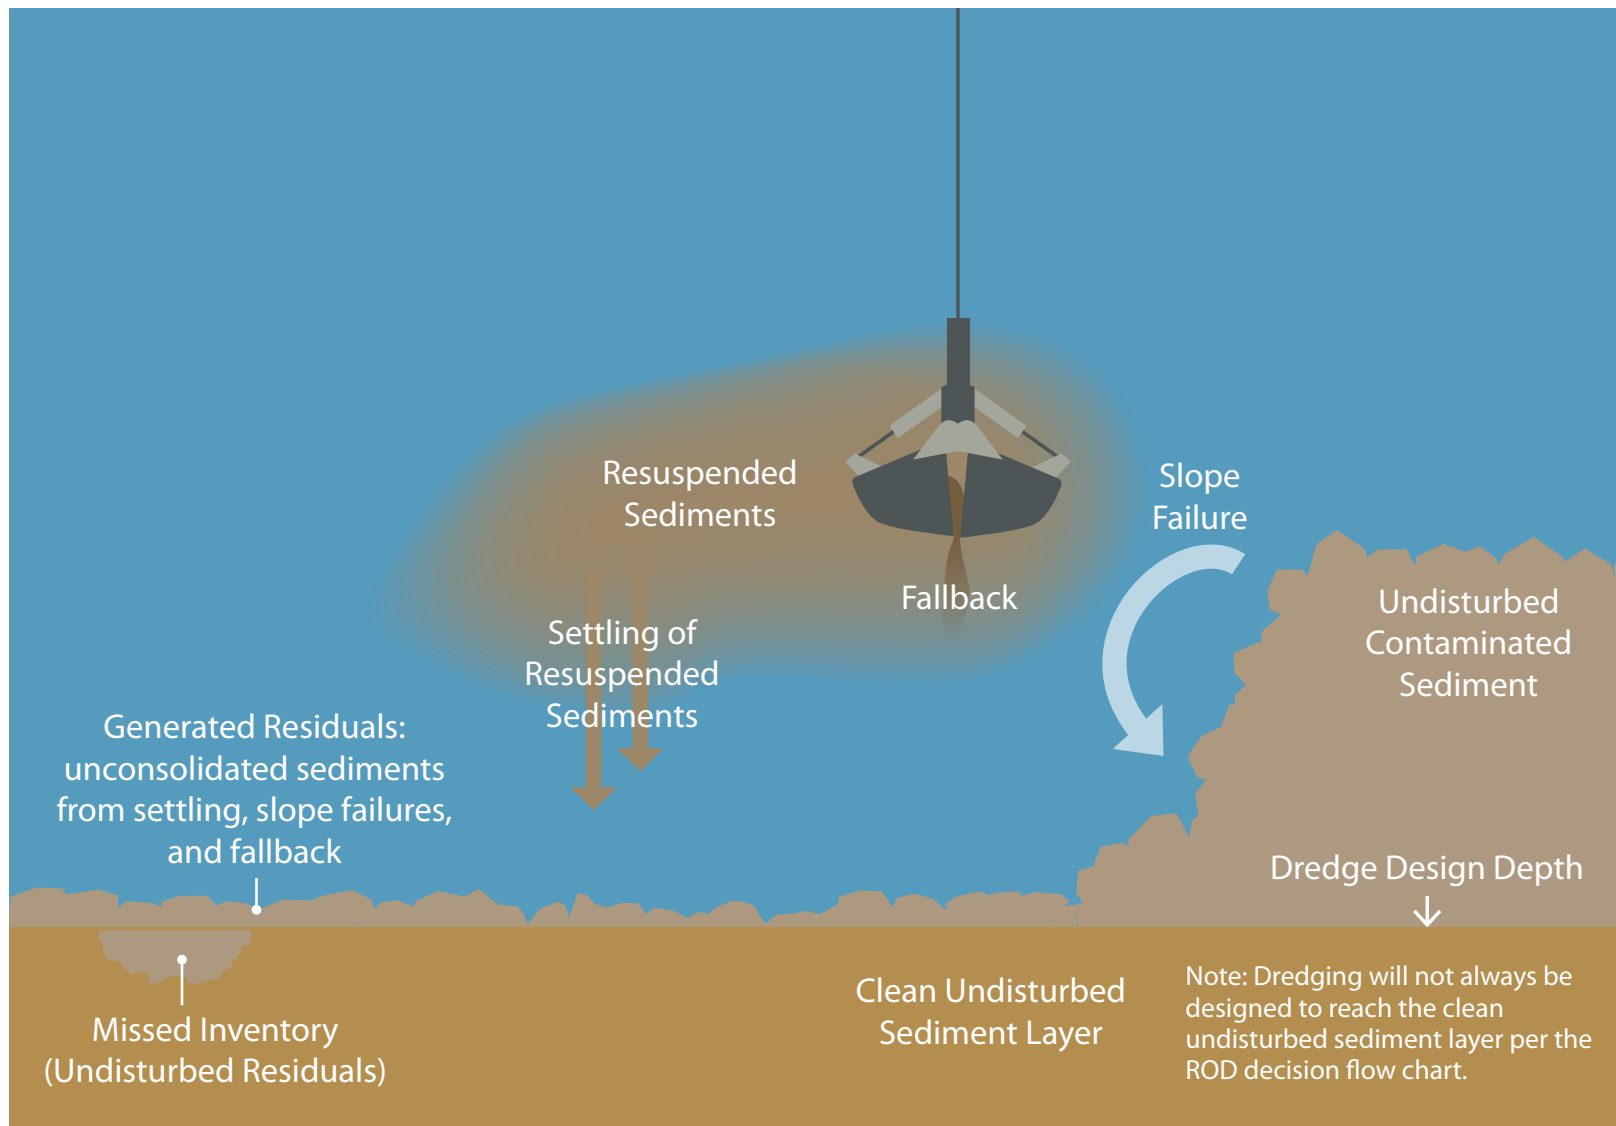 Resuspended
Sediments
Slope
Failure
Fallback
Undisturbed
Contaminated
Sediment
Settling of
Resuspended
Sediments
Generated Residuals:
unconsolidated sediments
from settling, slope failures,
and fallback
Dredge Design Depth
Missed Inventory
(Undisturbed Residuals)
Clean Undisturbed
Sediment Layer
Note: Dredging will not always be
designed to reach the clean
undisturbed sediment layer per the
ROD decision flow chart.